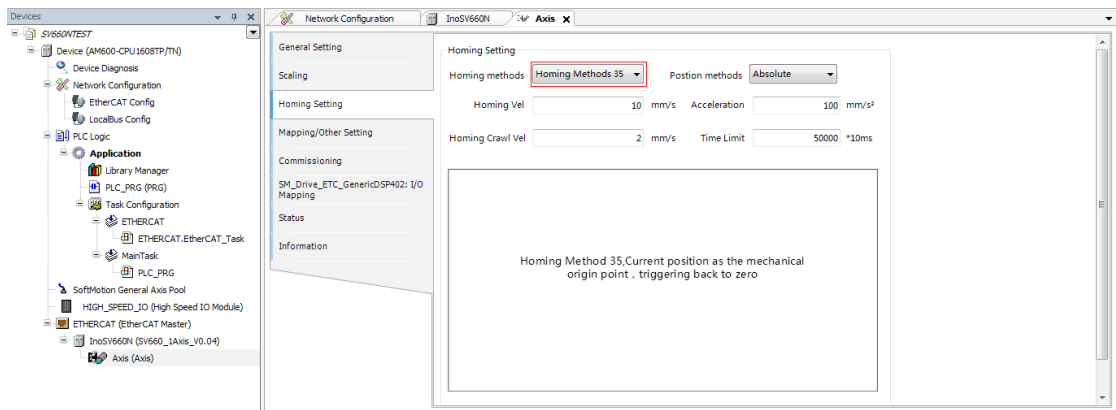 Devices
SV660NTEST
Device (AM600-CPU1608TP/TN)
Device Diagnosis
Network Configuration
EtherCAT Config
LocalBus Config
PLC Logic
Application
Library Manager
PLC_PRG (PRG)
Task Configuration
ETHERCAT
ETHERCAT.EtherCAT_Task
MainTask
PLC_PRG
SoftMotion General Axis Pool
HIGH_SPEED_IO (High Speed IO Module)
ETHERCAT (EtherCAT Master)
InoSV660N (SV660_1Axis_V0.04)
Axis (Axis)
Network Configuration InoSV660N Axis
General Setting
Scaling
Homing Setting
Mapping/Other Setting
Commissioning
SM_Drive_ETC_GenericDSP402: I/O
Mapping
Status
Information
Homing Setting
Homing methods Homing Methods 35 Postion methods Absolute
Homing Vel 10 mm/s Acceleration 100 mm/s²
Homing Crawl Vel 2 mm/s Time Limit 50000 *10ms
Homing Method 35,Current position as the mechanical
origin point , triggering back to zero